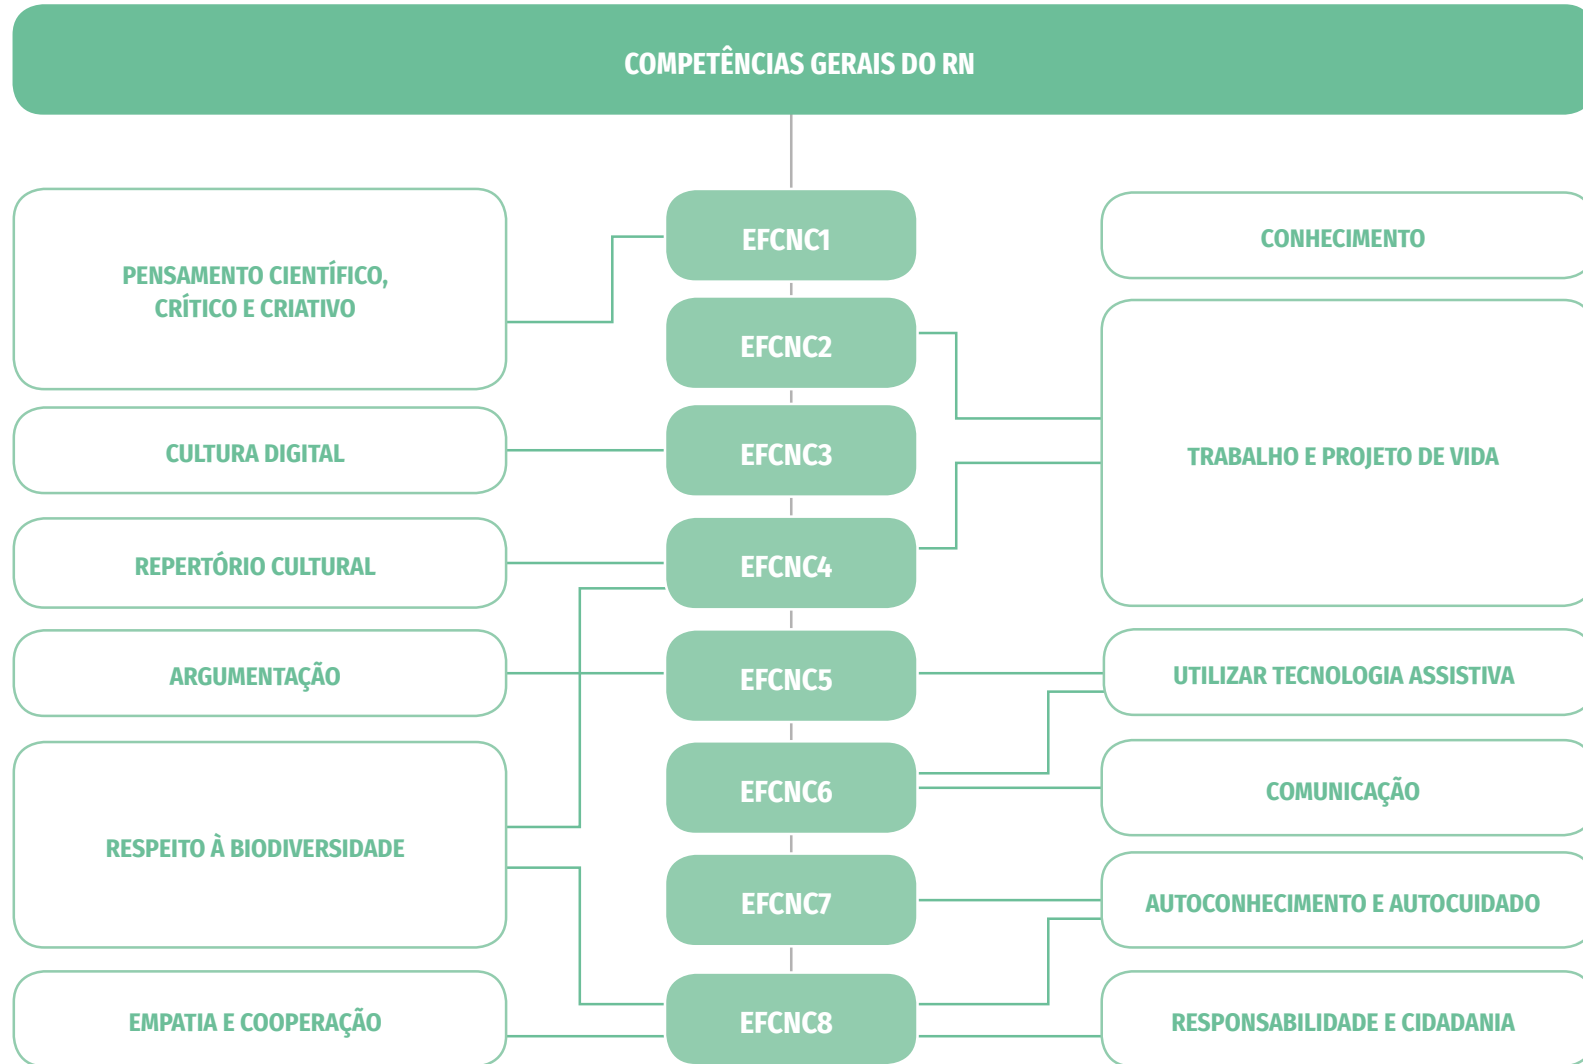 COMPETÊNCIAS GERAIS DO RN
PENSAMENTO CIENTÍFICO,
CRÍTICO E CRIATIVO
CULTURA DIGITAL
REPERTÓRIO CULTURAL
ARGUMENTAÇÃO
RESPEITO À BIODIVERSIDADE
EMPATIA E COOPERAÇÃO
EFCNC1
EFCNC2
EFCNC3
EFCNC4
EFCNC5
EFCNC6
EFCNC7
EFCNC8
CONHECIMENTO
TRABALHO E PROJETO DE VIDA
UTILIZAR TECNOLOGIA ASSISTIVA
COMUNICAÇÃO
AUTOCONHECIMENTO E AUTOCUIDADO
RESPONSABILIDADE E CIDADANIA